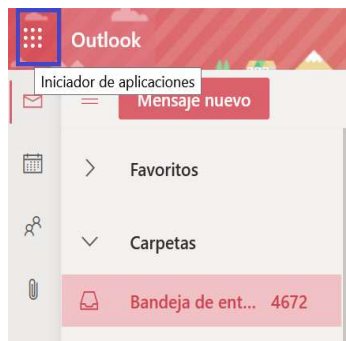 Outlook
Iniciador de aplicaciones
Mensaje nuevo
Favoritos
Carpetas
Bandeja de ent... 4672